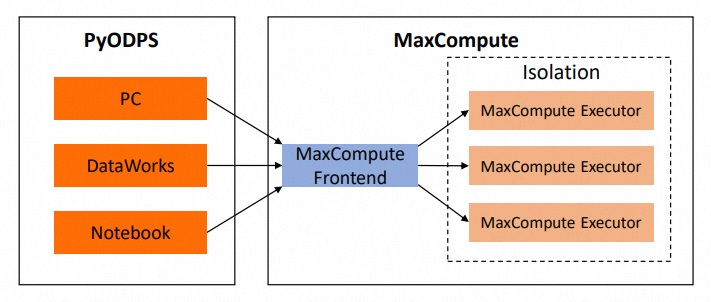 PyODPS
PC
DataWorks
Notebook
MaxCompute
MaxCompute
Frontend
Isolation
MaxCompute Executor
MaxCompute Executor
MaxCompute Executor